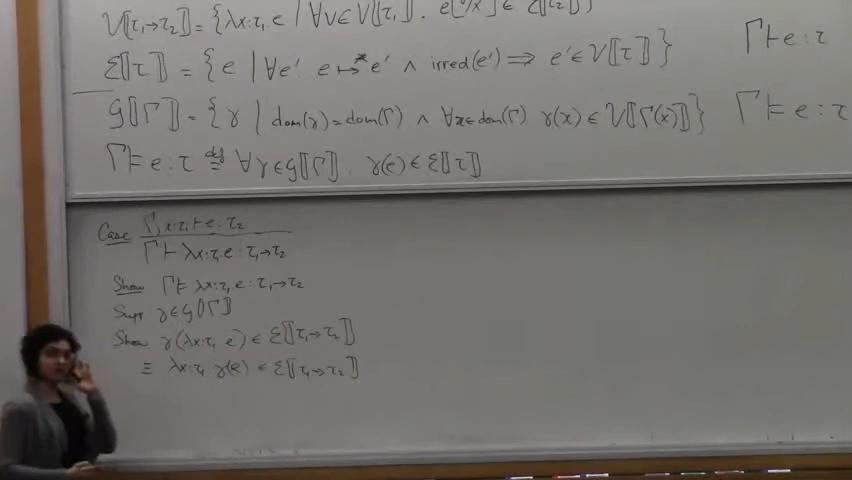 V⟦τ₁→τ₂⟧ = {λx:τ₁. e | ∀v∈V⟦τ₁⟧. e[v/x] ∈ E⟦τ₂⟧}
E⟦τ⟧ = {e | ∀e' e ↦* e' ∧ irred(e') ⟹ e'∈V⟦τ⟧}
Γ ⊢ e : τ
G⟦Γ⟧ = {γ | dom(γ)=dom(Γ) ∧ ∀x∈dom(Γ) γ(x) ∈ V⟦Γ(x)⟧}
Γ ⊨ e : τ
Γ ⊨ e : τ ≝ ∀γ∈G⟦Γ⟧. γ(e) ∈ E⟦τ⟧
Case Γ, x:τ₁ ⊢ e : τ₂
Γ ⊢ λx:τ₁. e : τ₁→τ₂
Show Γ ⊨ λx:τ₁. e : τ₁→τ₂
γ∈G⟦Γ⟧
Show γ(λx:τ₁. e) ∈ E⟦τ₁→τ₂⟧
≡ λx:τ₁. γ(e) ∈ E⟦τ₁→τ₂⟧